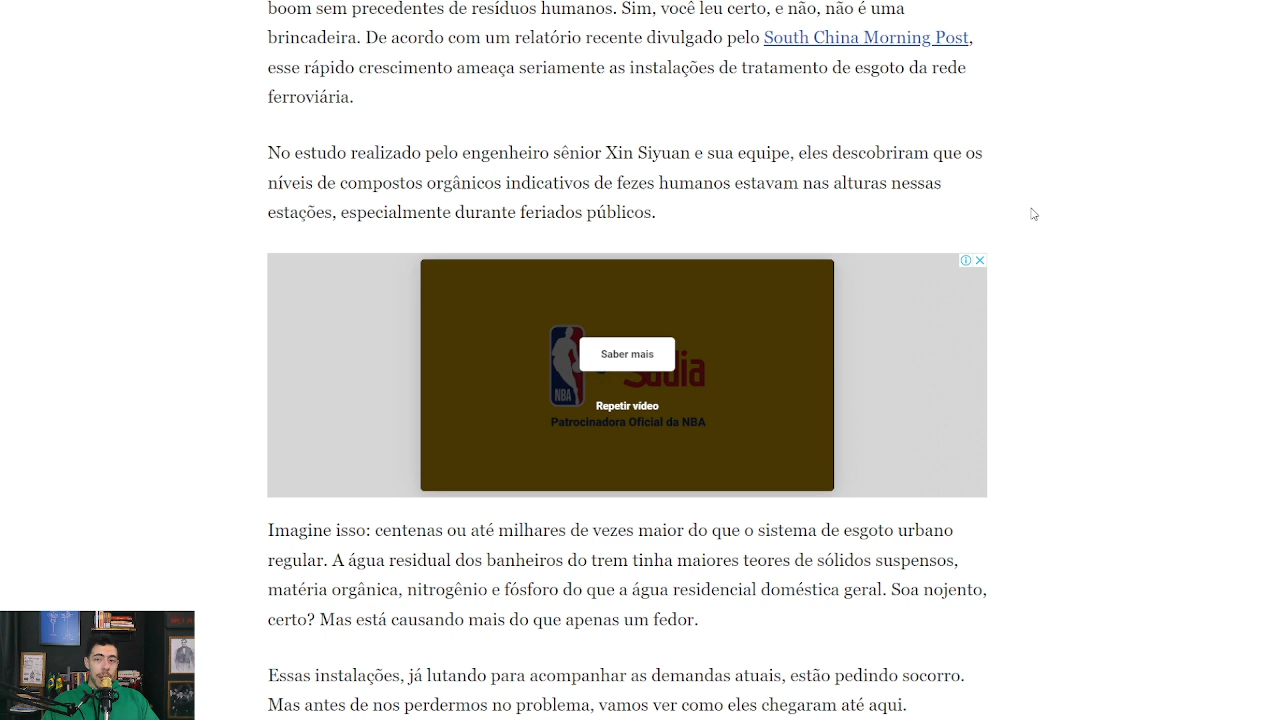 boom sem precedentes de resíduos humanos. Sim, você leu certo, e não, não é uma
brincadeira. De acordo com um relatório recente divulgado pelo South China Morning Post,
esse rápido crescimento ameaça seriamente as instalações de tratamento de esgoto da rede
ferroviária.
No estudo realizado pelo engenheiro sênior Xin Siyuan e sua equipe, eles descobriram que os
níveis de compostos orgânicos indicativos de fezes humanos estavam nas alturas nessas
estações, especialmente durante feriados públicos.
Saber mais
NBA
Sadia
Repetir vídeo
Patrocinadora Oficial da NBA
Imagine isso: centenas ou até milhares de vezes maior do que o sistema de esgoto urbano
regular. A água residual dos banheiros do trem tinha maiores teores de sólidos suspensos,
matéria orgânica, nitrogênio e fósforo do que a água residencial doméstica geral. Soa nojento,
certo? Mas está causando mais do que apenas um fedor.
Essas instalações, já lutando para acompanhar as demandas atuais, estão pedindo socorro.
Mas antes de nos perdermos no problema, vamos ver como eles chegaram até aqui.